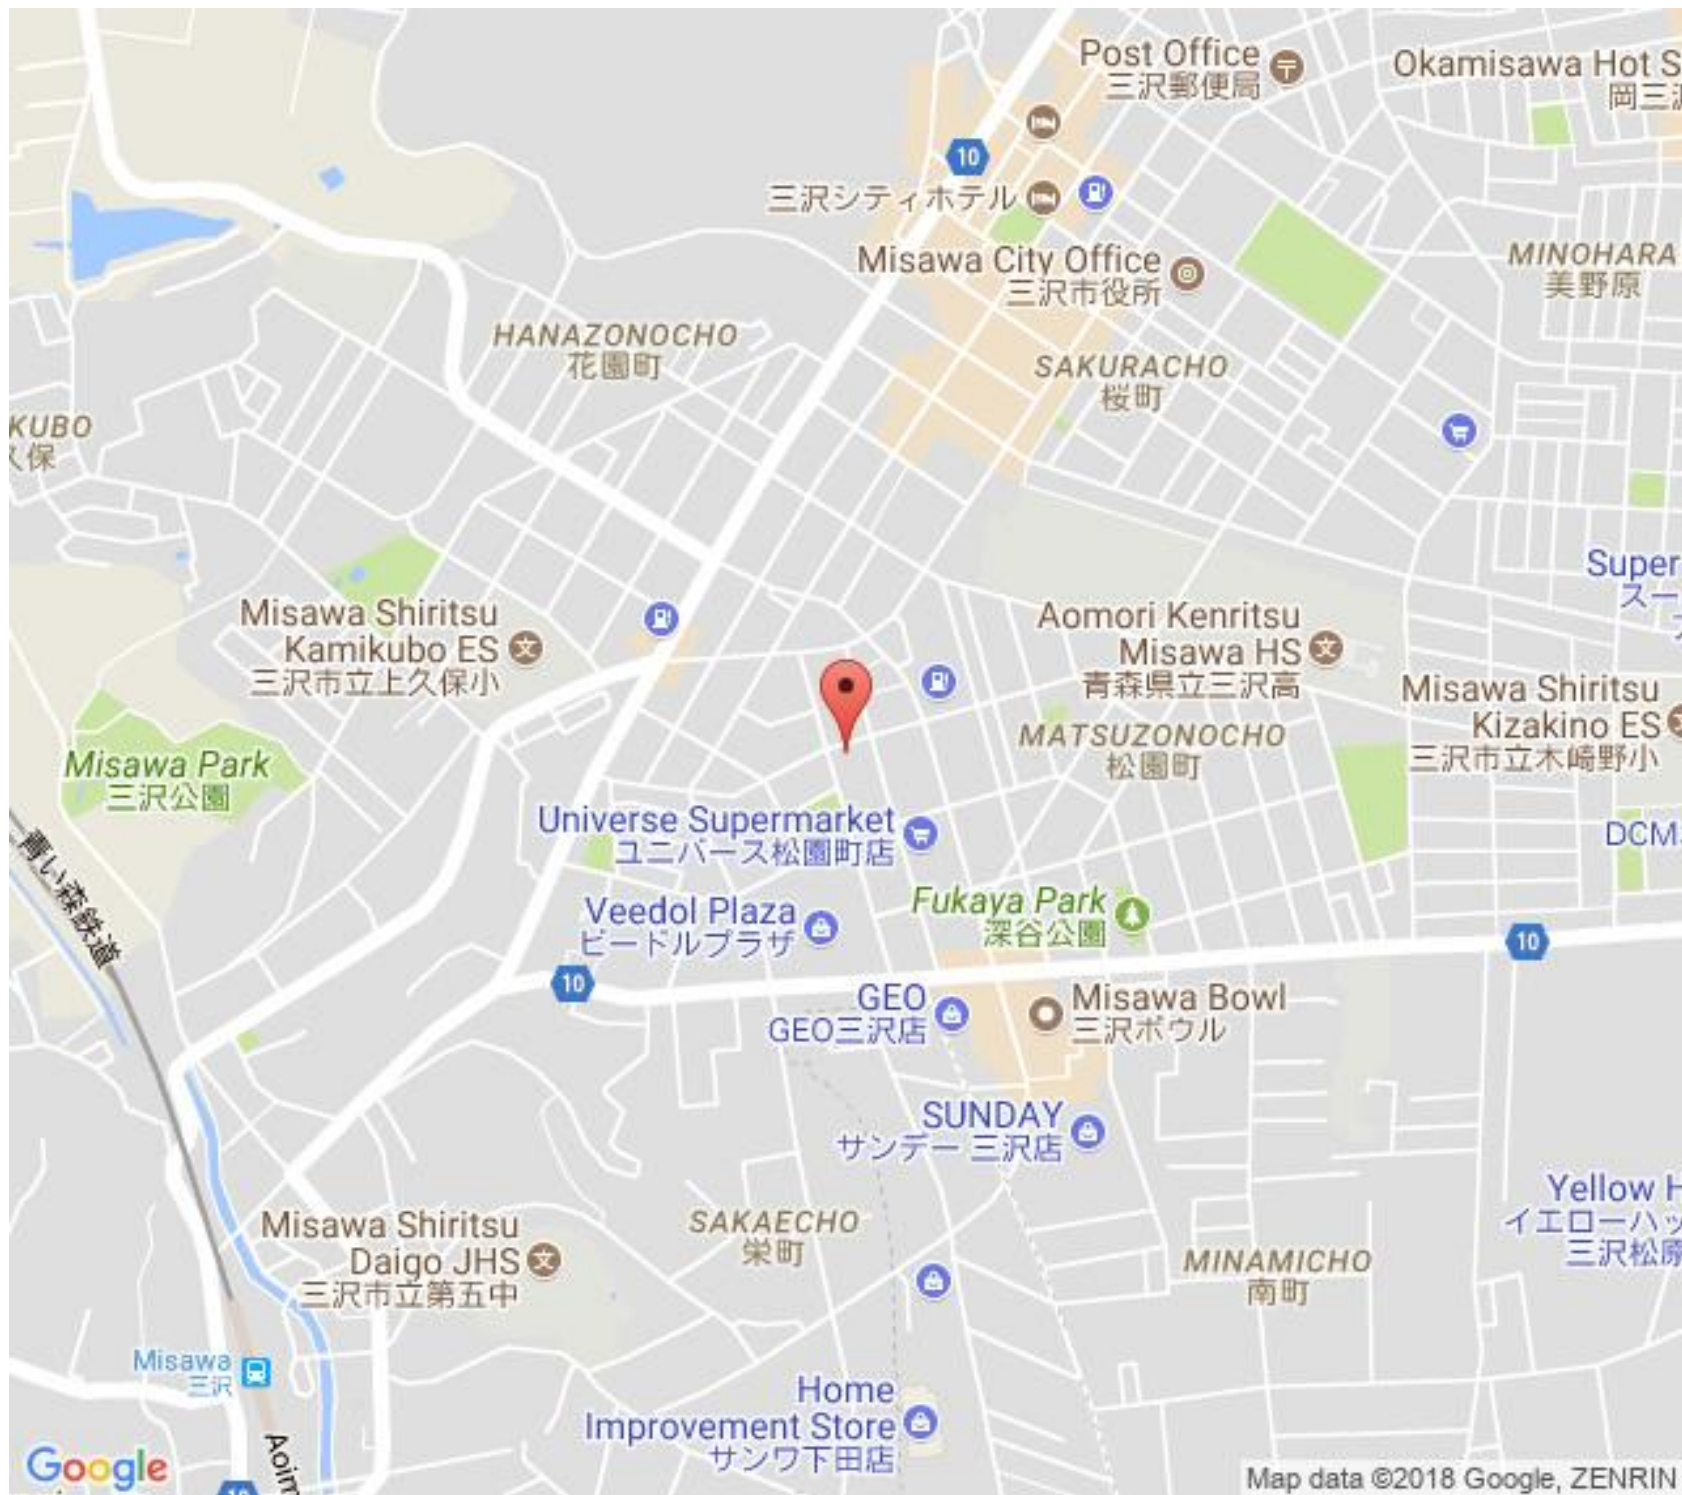 Post Office
三沢郵便局
Okamisawa Hot S
岡三沢
10
三沢シティホテル
Misawa City Office
三沢市役所
MINOHARA
美野原
HANAZONOCHO
花園町
SAKURACHO
桜町
KUBO
久保
Super
スー
Misawa Shiritsu
Kamikubo ES
三沢市立上久保小
文
Aomori Kenritsu
Misawa HS
青森県立三沢高
文
Misawa Shiritsu
Kizakino ES
三沢市立木崎野小
MATSUZONOCHO
松園町
Misawa Park
三沢公園
Universe Supermarket
ユニバース松園町店
DCM
青い森鉄道
Veedol Plaza
ビードルプラザ
Fukaya Park
深谷公園
10
10
GEO
GEO三沢店
Misawa Bowl
三沢ボウル
SUNDAY
サンデー 三沢店
Yellow H
イエローハッ
三沢松原
Misawa Shiritsu
Daigo JHS
三沢市立第五中
文
SAKAECHO
栄町
MINAMICHO
南町
Misawa
三沢
Home
Improvement Store
サンワ下田店
Aoim
Google
10
Map data ©2018 Google, ZENRIN